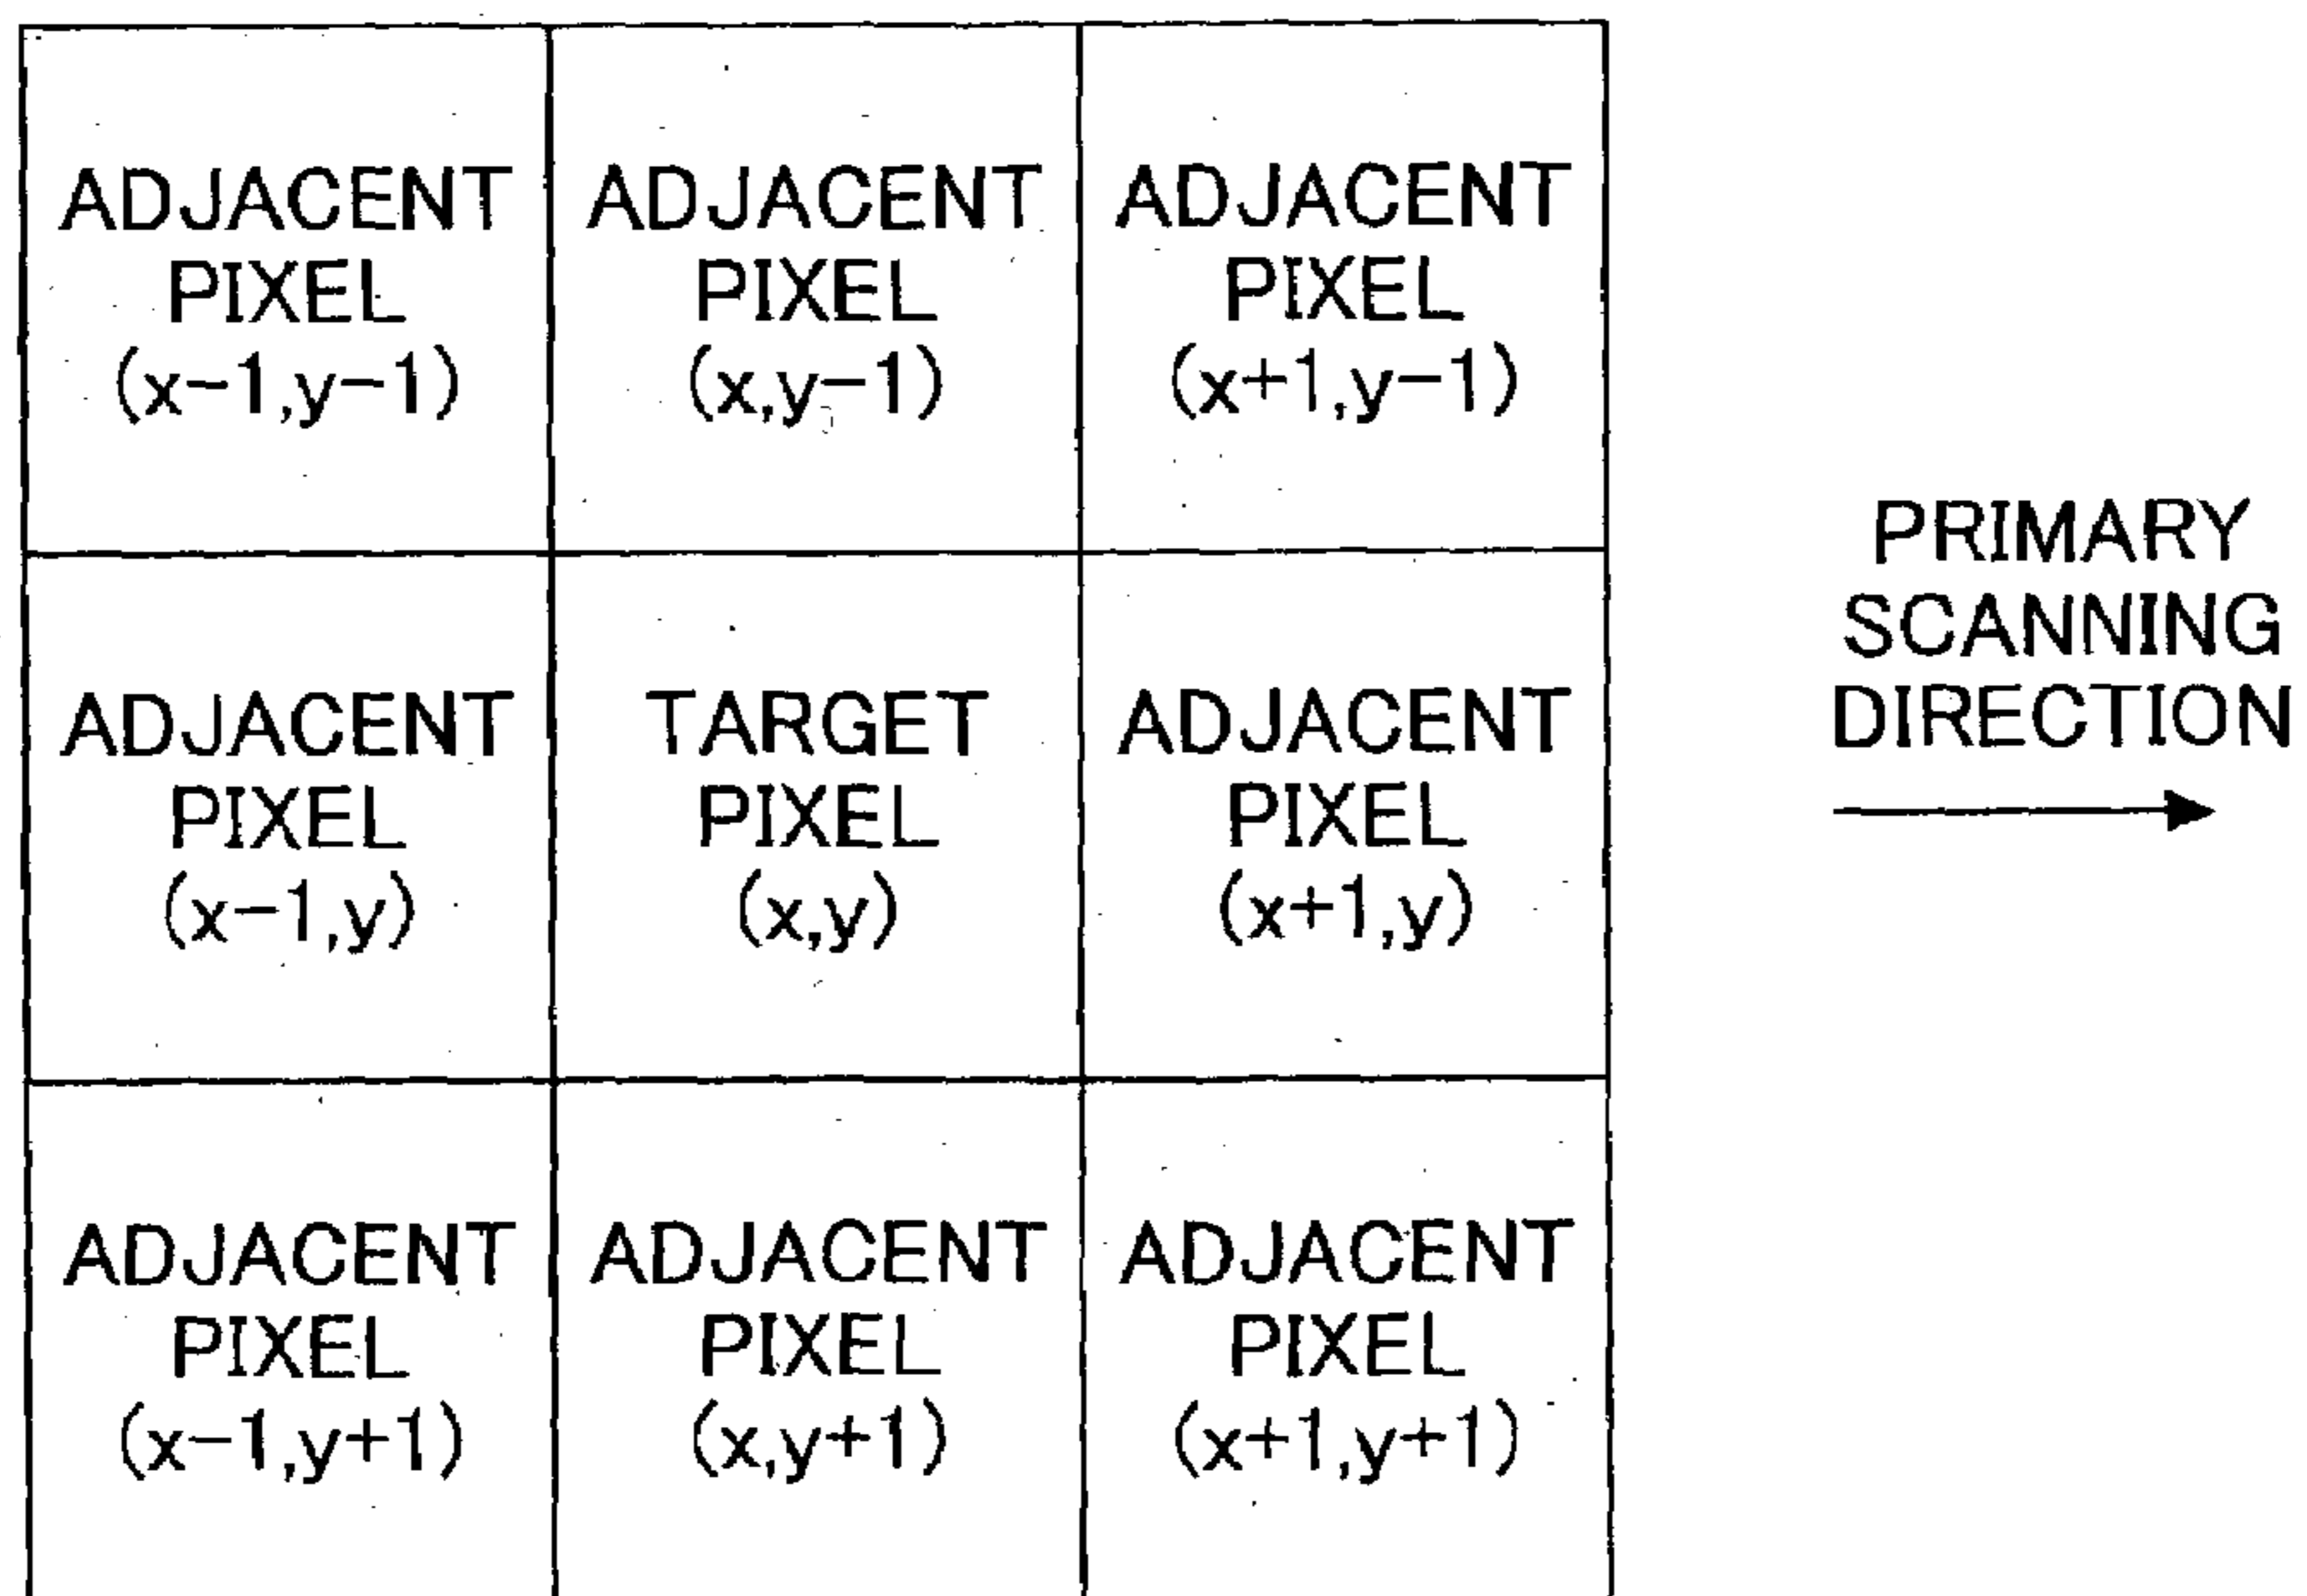 ADJACENT
PIXEL
(x-1,y-1)
ADJACENT
PIXEL
(x,y-1)
ADJACENT
PIXEL
(x+1,y-1)
ADJACENT
PIXEL
(x-1,y)
TARGET
PIXEL
(x,y)
ADJACENT
PIXEL
(x+1,y)
ADJACENT
PIXEL
(x-1,y+1)
ADJACENT
PIXEL
(x,y+1)
ADJACENT
PIXEL
(x+1,y+1)
PRIMARY
SCANNING
DIRECTION